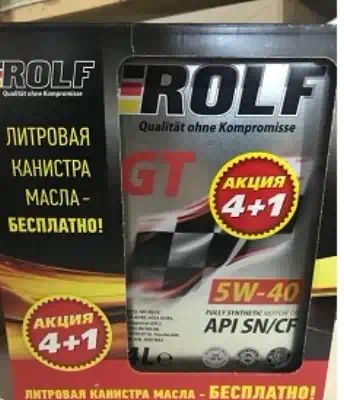 ROLF
Qualität ohne Kompromisse
ЛИТРОВАЯ
КАНИСТРА
МАСЛА -
БЕСПЛАТНО!
АКЦИЯ
4+1
ROLF
Qualität ohne Kompromisse
GT
АКЦИЯ
4+1
5W-40
FULLY SYNTHETIC MOTOR OIL
API SN/CF
4L
ЛИТРОВАЯ КАНИСТРА МАСЛА - БЕСПЛАТНО!